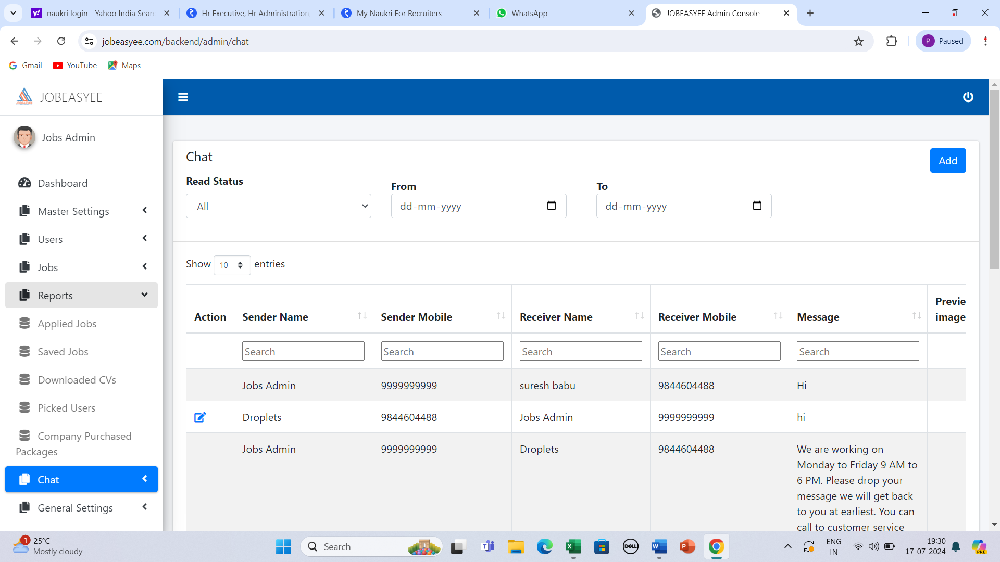 naukri login - Yahoo India Searc
Hr Executive, Hr Administration,
My Naukri For Recruiters
WhatsApp
JOBEASYEE Admin Console
jobeasyee.com/backend/admin/chat
P Paused
Gmail
YouTube
Maps
JOBEASYEE
Jobs Admin
Dashboard
Master Settings
Users
Jobs
Reports
Applied Jobs
Saved Jobs
Downloaded CVs
Picked Users
Company Purchased
Packages
Chat
General Settings
Chat
Add
Read Status
From
To
All
dd-mm-yyyy
dd-mm-yyyy
Show 10 entries
Action Sender Name Sender Mobile Receiver Name Receiver Mobile Message Previe
image
Search Search Search Search Search
Jobs Admin 9999999999 suresh babu 9844604488 Hi
Droplets 9844604488 Jobs Admin 9999999999 hi
Jobs Admin 9999999999 Droplets 9844604488 We are working on
Monday to Friday 9 AM to
6 PM. Please drop your
message we will get back
to you at earliest. You can
call to customer service
1
25°C
Mostly cloudy
Search
DELL
ENG
IN
19:30
17-07-2024
PRE